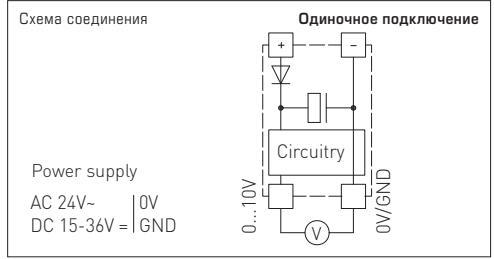 Схема соединения
Одиночное подключение
+ −
Circuitry
Power supply
AC 24V~ | 0V
DC 15-36V = | GND
0...10V
0V/GND
V